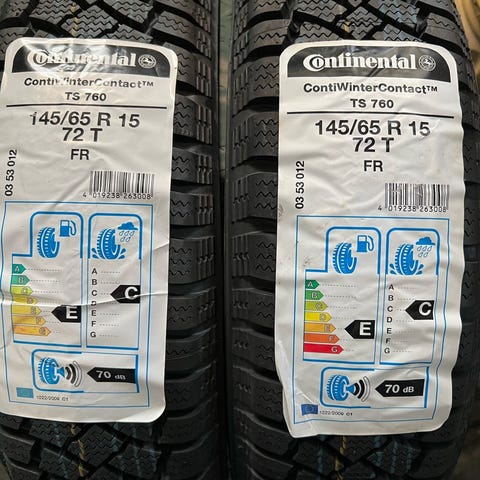 Continental
ContiWinterContact™
TS 760
145/65 R 15
72 T
FR
03 53 012
4 019238 263008
A
B
C
D
E
F
G
E
A
B
C
D
E
F
G
C
70 dB
1222/2009 C1
Continental
ContiWinterContact™
TS 760
145/65 R 15
72 T
FR
03 53 012
4 019238 263008
A
B
C
D
E
F
G
E
A
B
C
D
E
F
G
C
70 dB
1222/2009 C1